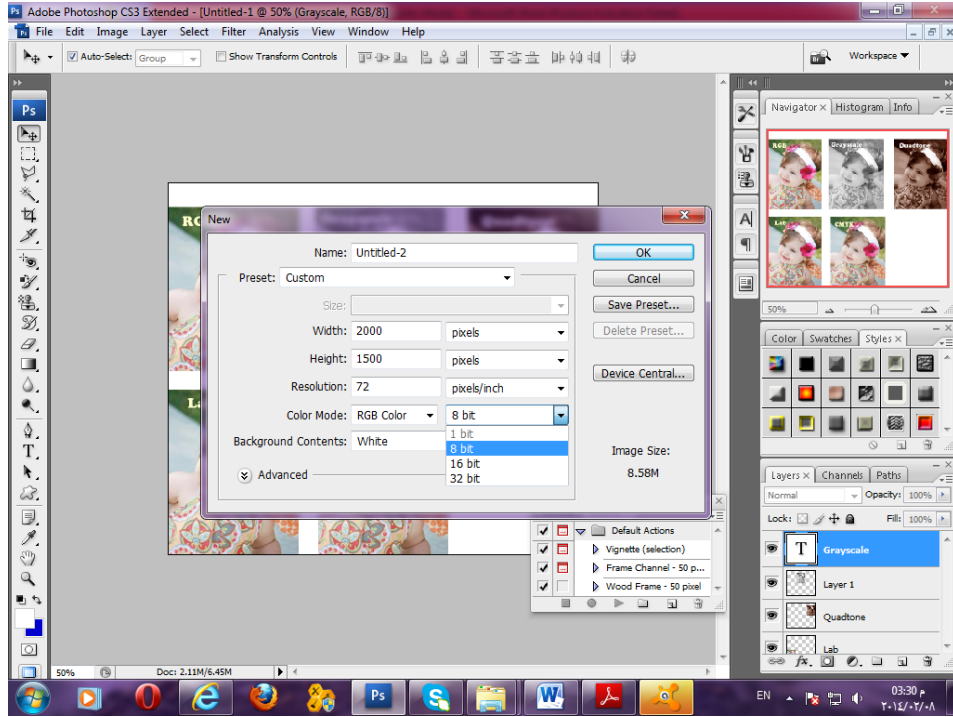 Adobe Photoshop CS3 Extended - [Untitled-1 @ 50% (Grayscale, RGB/8)]
File Edit Image Layer Select Filter Analysis View Window Help
Auto-Select: Group Show Transform Controls Workspace
Ps
Navigator Histogram Info
RGB Grayscale Quadtone
Lab CMYK
50%
New
Name: Untitled-2 OK
Preset: Custom Cancel
Size: Save Preset...
Width: 2000 pixels Delete Preset...
Height: 1500 pixels
Resolution: 72 pixels/inch Device Central...
Color Mode: RGB Color 8 bit
1 bit
Background Contents: White 8 bit
16 bit
32 bit
Advanced
Image Size:
8.58M
Color Swatches Styles
Layers Channels Paths
Normal Opacity: 100%
Lock: Fill: 100%
T Grayscale
Layer 1
Quadtone
Lab
Default Actions
Vignette (selection)
Frame Channel - 50 p...
Wood Frame - 50 pixel
50% Doc: 2.11M/6.45M
Ps EN 03:30 م
٢٠١٤/٠٢/٠٨